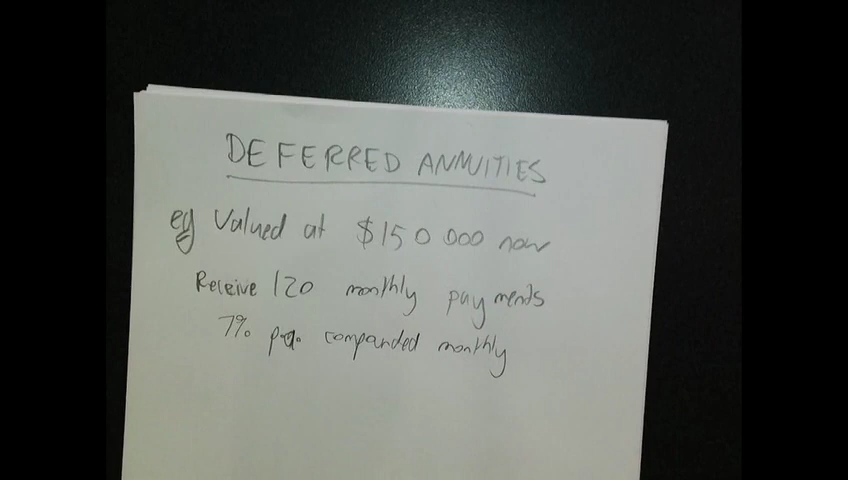 DEFERRED ANNUITIES
eg Valued at $150 000 now
Receive 120 monthly payments
7% p.a. compounded monthly